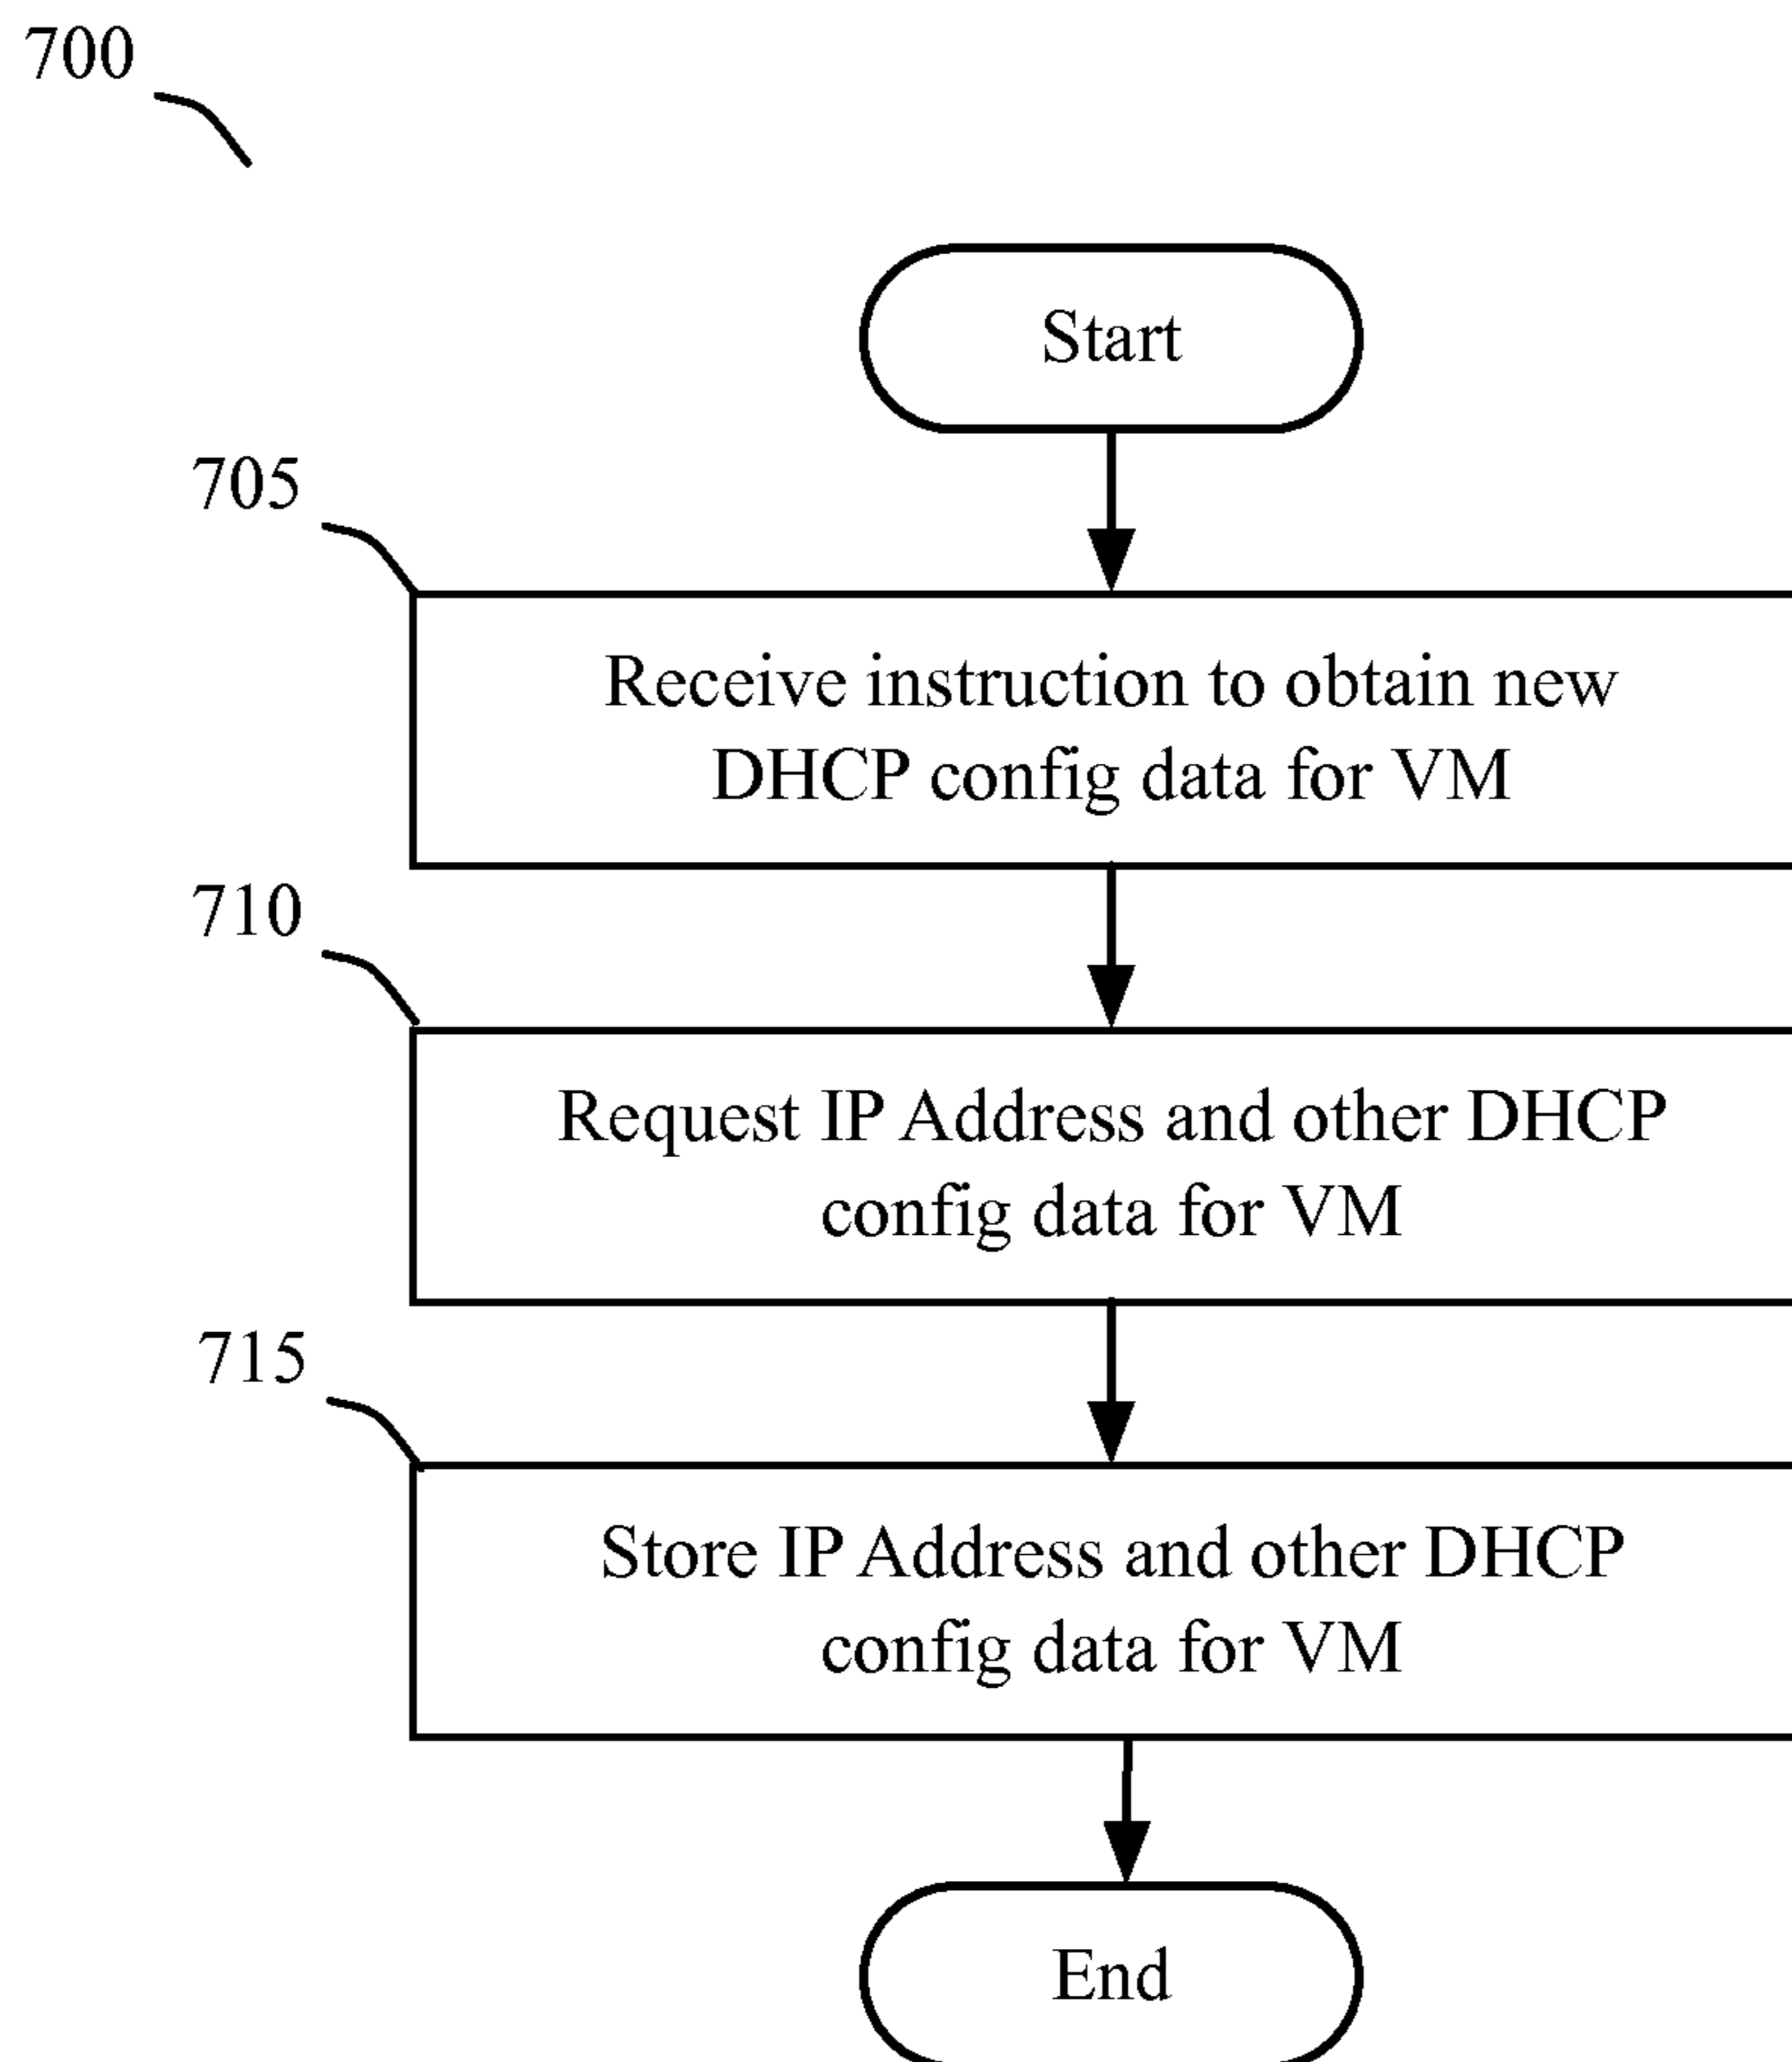 700
Start
705
Receive instruction to obtain new
DHCP config data for VM
710
Request IP Address and other DHCP
config data for VM
715
Store IP Address and other DHCP
config data for VM
End